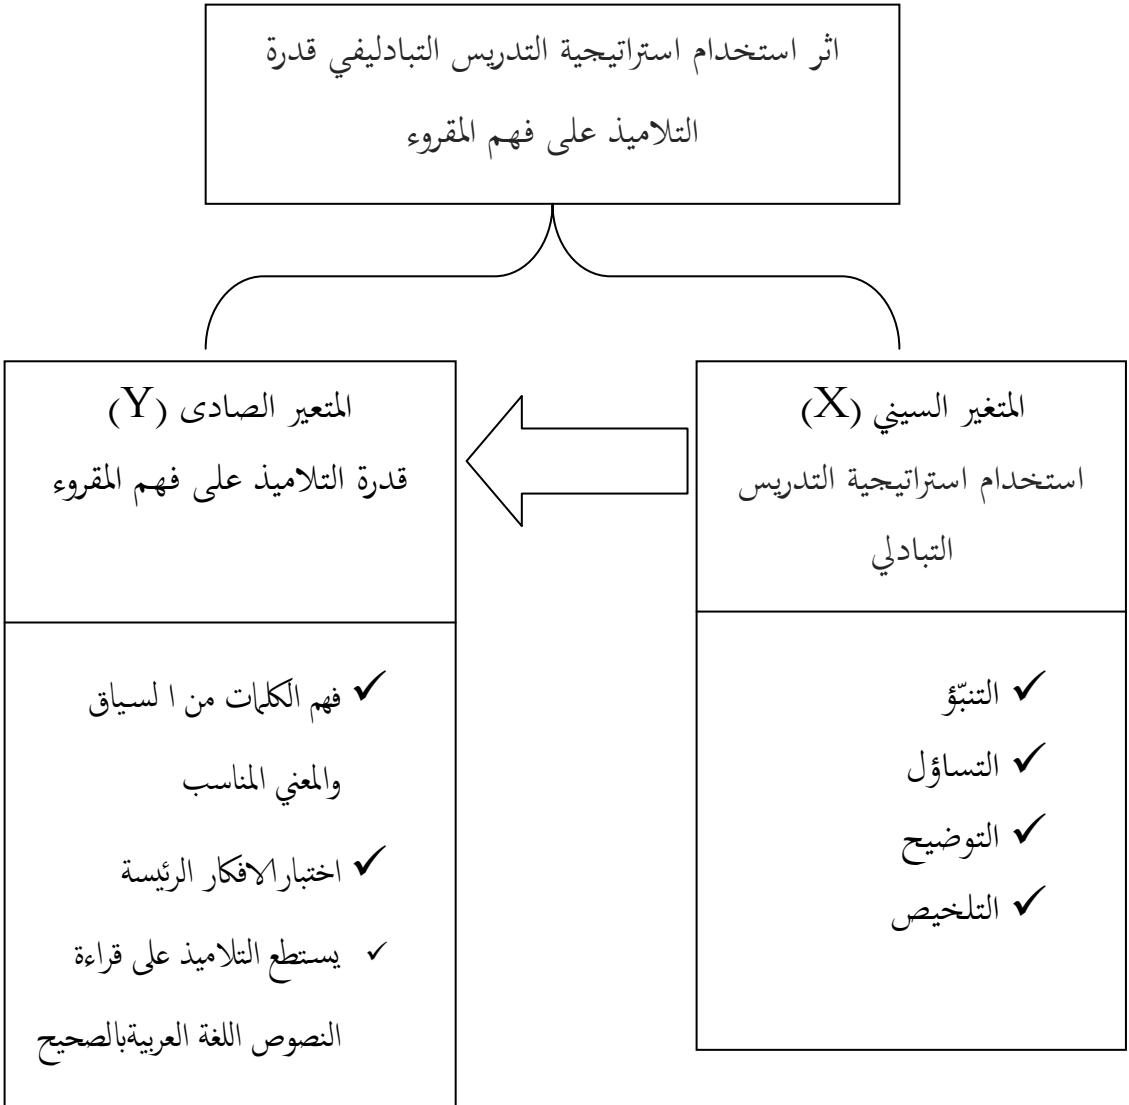 اثر استخدام استراتيجية التدريس التبادليفي قدرة
التلاميذ على فهم المقروء
المتغير السيني (X)
استخدام استراتيجية التدريس
التبادلي
✓ التنبّؤ
✓ التساؤل
✓ التوضيح
✓ التلخيص
المتعير الصادى (Y)
قدرة التلاميذ على فهم المقروء
✓ فهم الكلمات من ا لسياق
والمعني المناسب
✓ اختبارالافكار الرئيسة
✓ يستطع التلاميذ على قراءة
النصوص اللغة العربيةبالصحيح